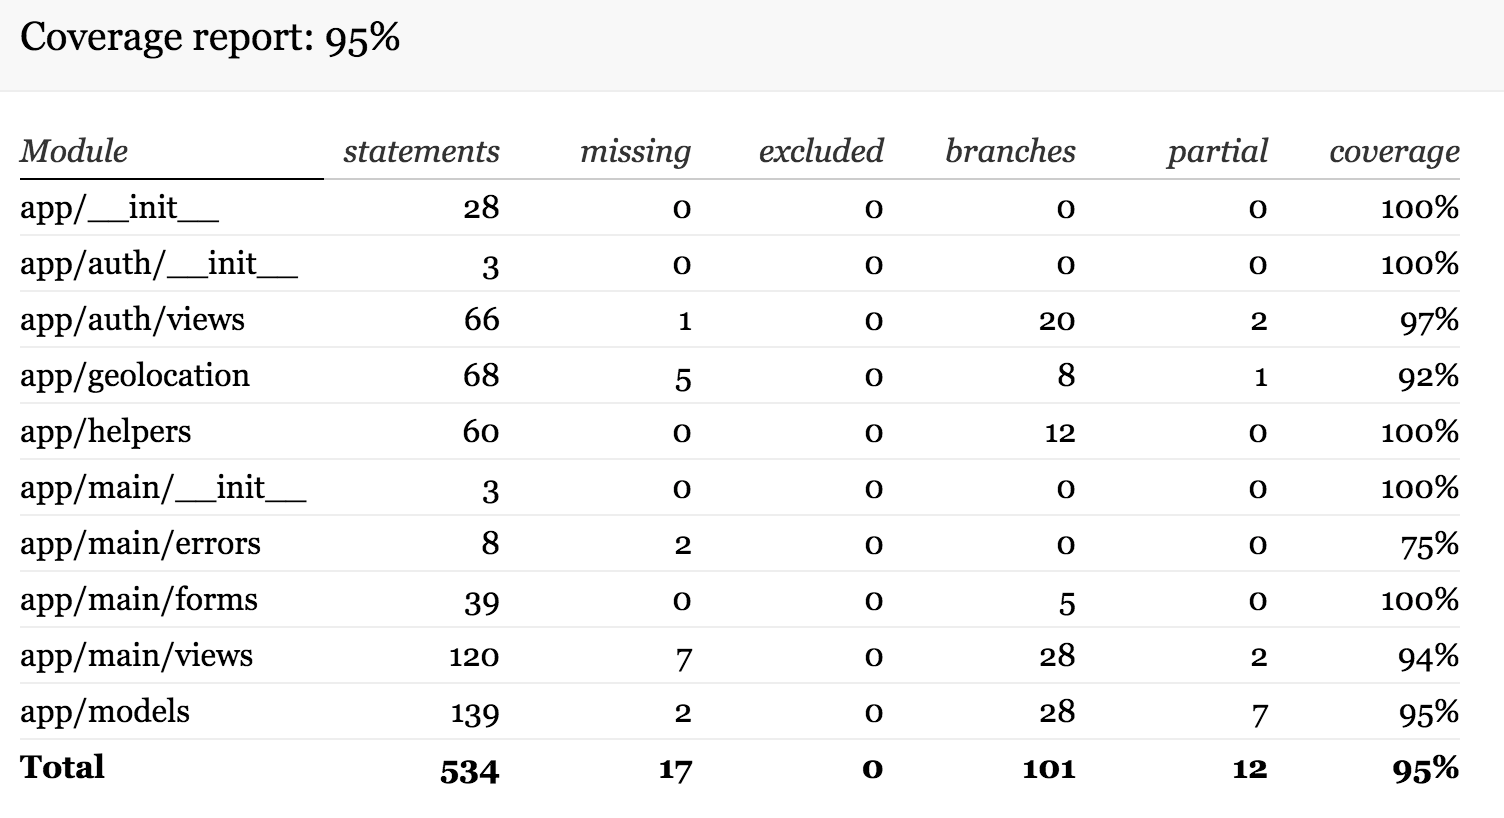 Coverage report: 95%
Module statements missing excluded branches partial coverage
app/__init__ 28 0 0 0 0 100%
app/auth/__init__ 3 0 0 0 0 100%
app/auth/views 66 1 0 20 2 97%
app/geolocation 68 5 0 8 1 92%
app/helpers 60 0 0 12 0 100%
app/main/__init__ 3 0 0 0 0 100%
app/main/errors 8 2 0 0 0 75%
app/main/forms 39 0 0 5 0 100%
app/main/views 120 7 0 28 2 94%
app/models 139 2 0 28 7 95%
Total 534 17 0 101 12 95%